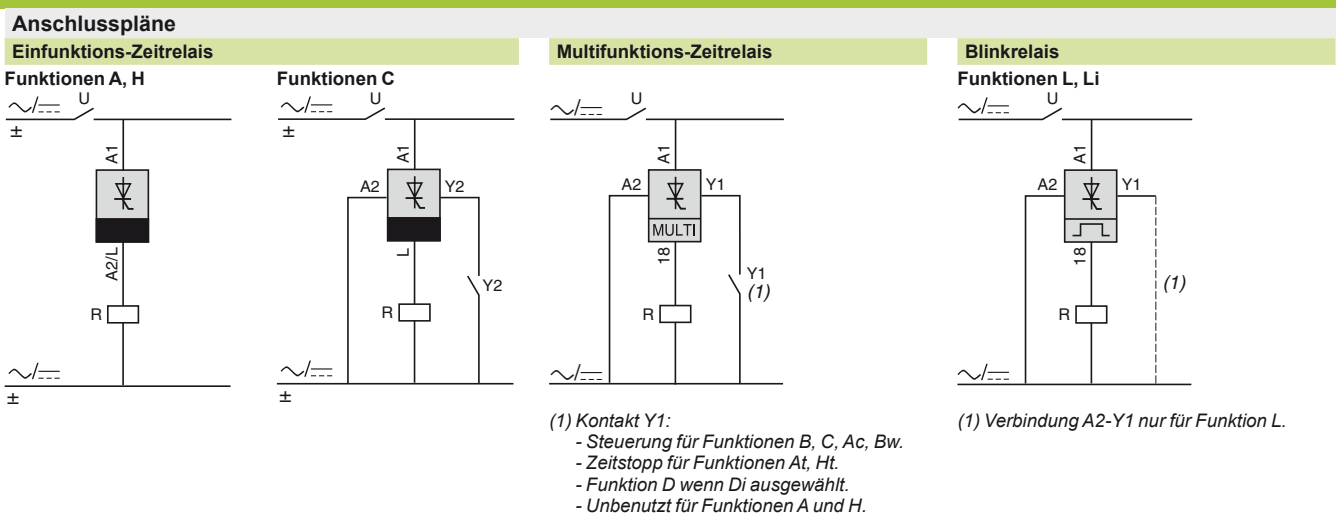 Anschlusspläne
Einfunktions-Zeitrelais
Funktionen A, H
~/⎓
U
±
A1
A2/L
R
~/⎓
±
Funktionen C
~/⎓
U
±
A1
A2
Y2
L
Y2
R
~/⎓
±
Multifunktions-Zeitrelais
~/⎓
U
A1
A2
Y1
MULTI
18
Y1
(1)
R
~/⎓
(1) Kontakt Y1:
- Steuerung für Funktionen B, C, Ac, Bw.
- Zeitstopp für Funktionen At, Ht.
- Funktion D wenn Di ausgewählt.
- Unbenutzt für Funktionen A und H.
Blinkrelais
Funktionen L, Li
~/⎓
U
A1
A2
Y1
18
(1)
R
~/⎓
(1) Verbindung A2-Y1 nur für Funktion L.